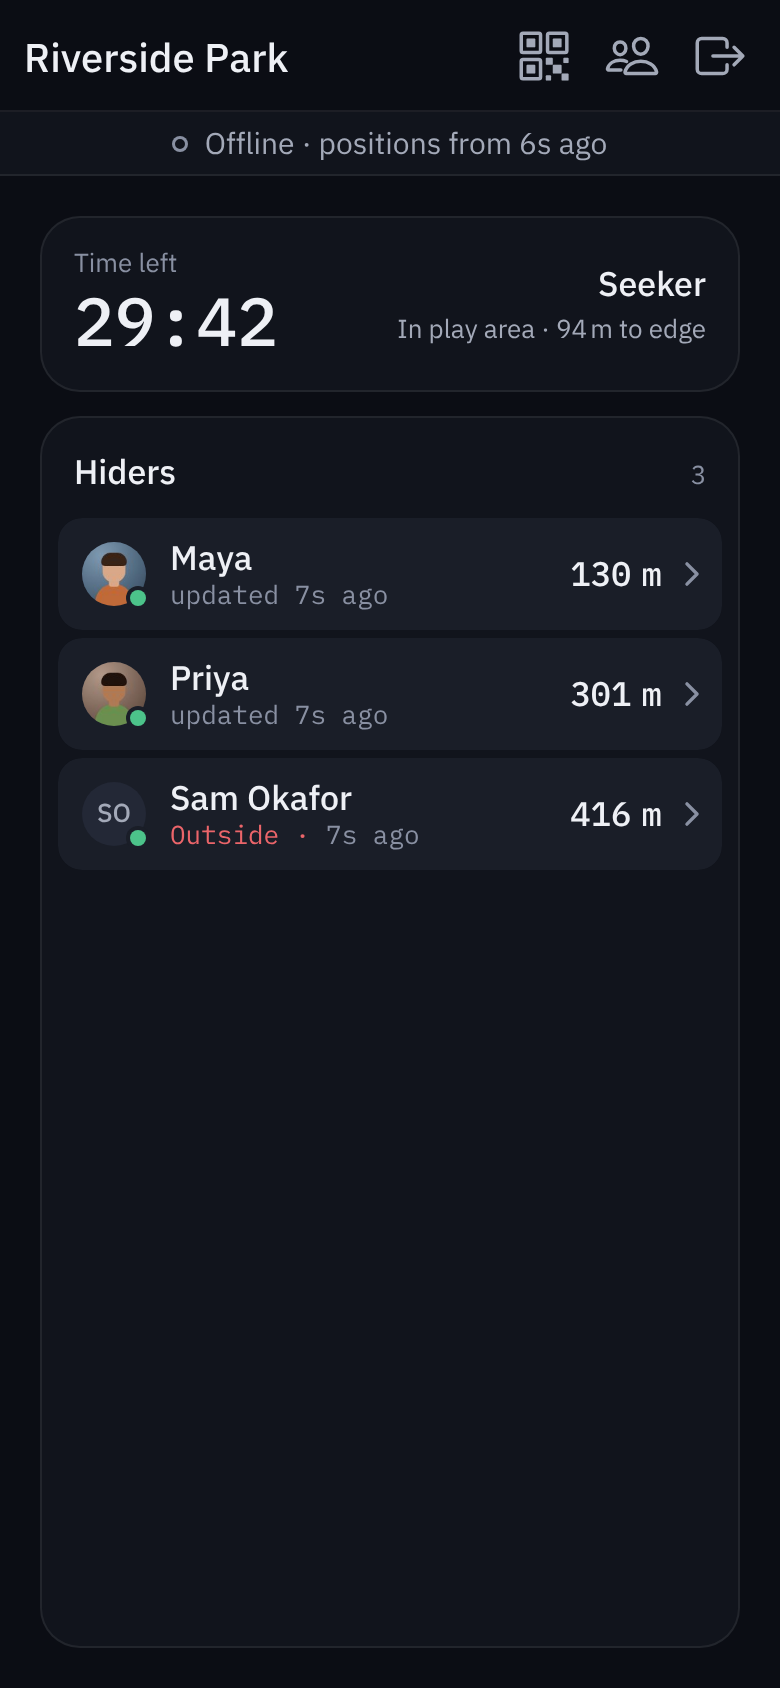 Riverside Park
Offline · positions from 6s ago
Time left
29:42
Seeker
In play area · 94 m to edge
Hiders
3
Maya
updated 7s ago
130 m
Priya
updated 7s ago
301 m
SO
Sam Okafor
Outside · 7s ago
416 m